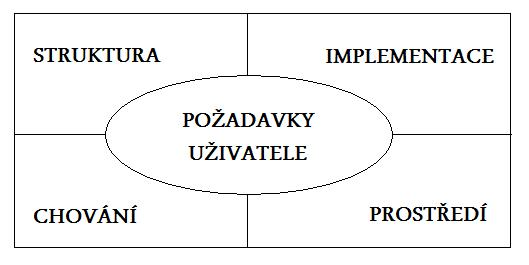 STRUKTURA
IMPLEMENTACE
POŽADAVKY
UŽIVATELE
CHOVÁNÍ
PROSTŘEDÍ